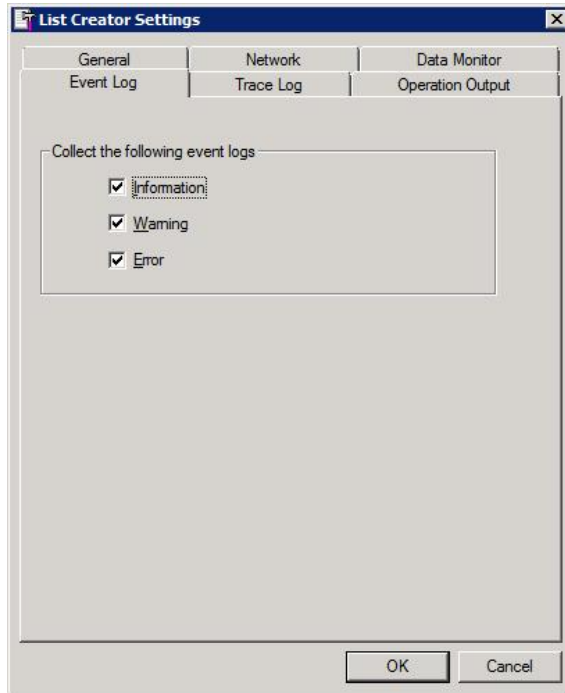 List Creator Settings
General Network Data Monitor
Event Log Trace Log Operation Output
Collect the following event logs
Information
Warning
Error
OK Cancel